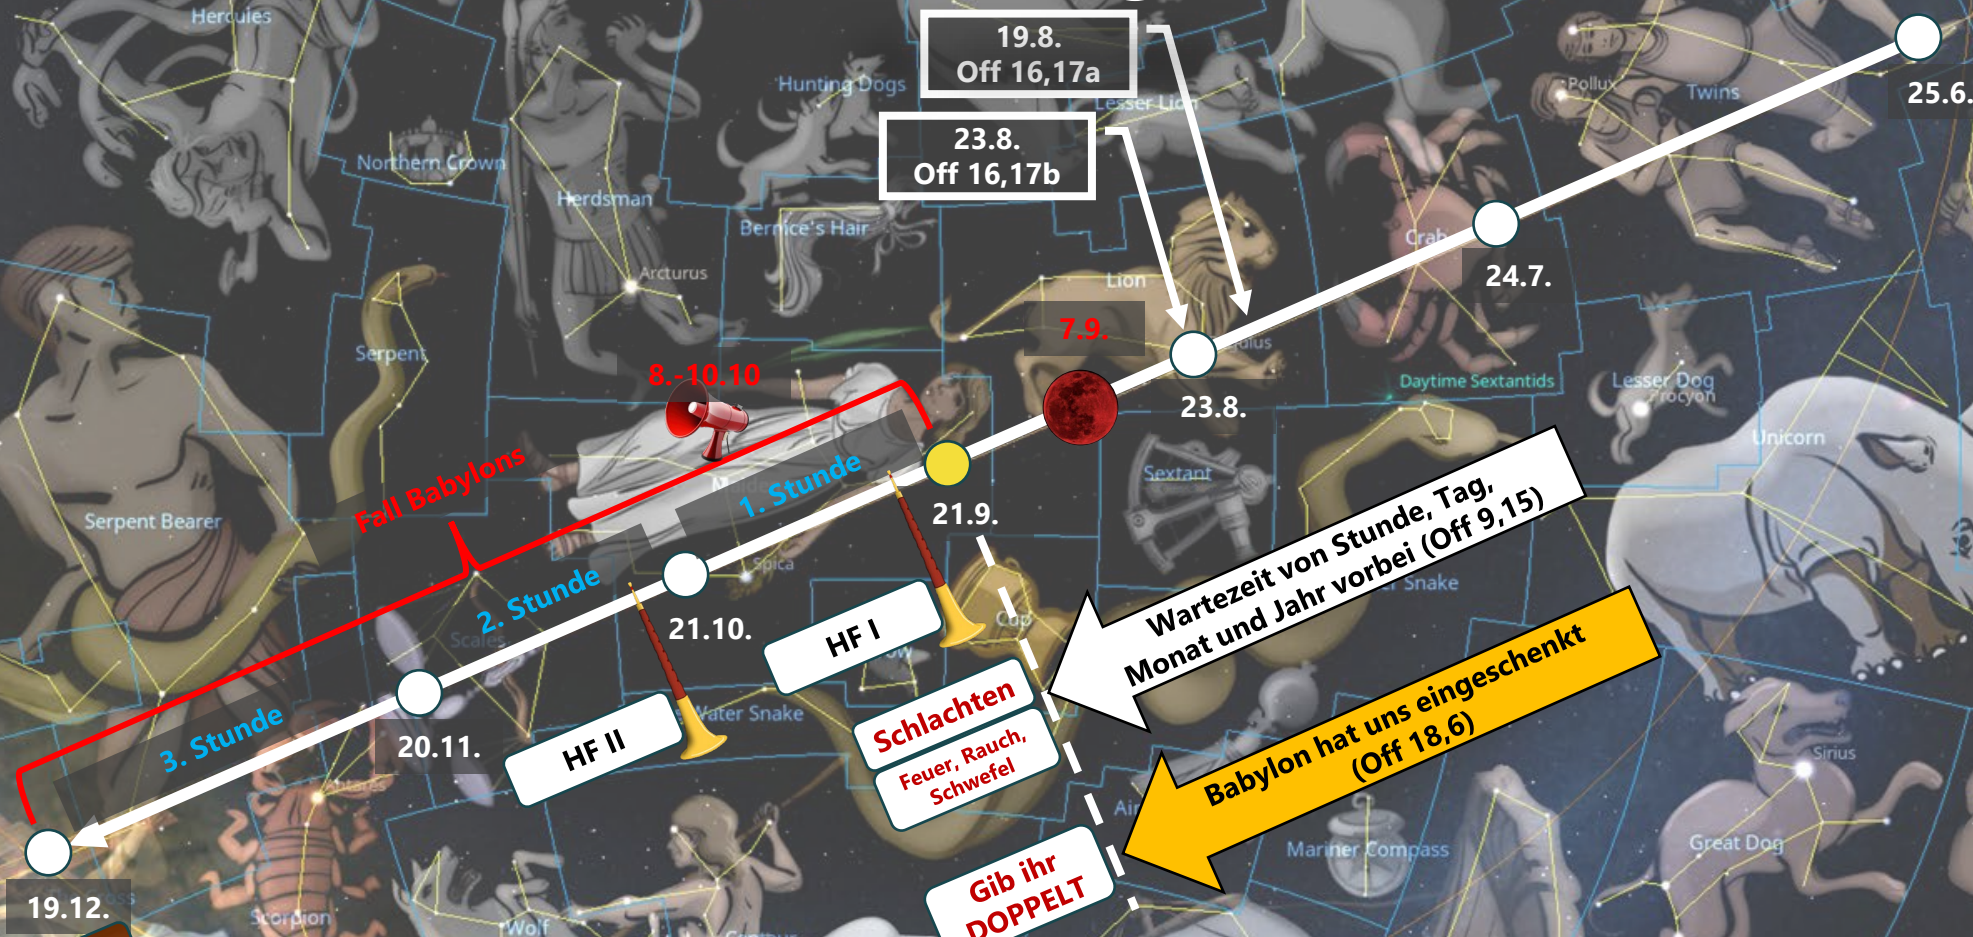 Hercules
19.8.
Off 16,17a
Hunting Dogs
Lesser Lion
Pollux
Twins
25.6.
23.8.
Off 16,17b
Northern Crown
Herdsman
Bernice's Hair
Crab
Arcturus
Lion
24.7.
7.9.
Serpent
8.-10.10
Daytime Sextantids
Lesser Dog
Procyon
23.8.
Unicorn
Fall Babylons
1. Stunde
Sextant
21.9.
Serpent Bearer
Wartezeit von Stunde, Tag,
Monat und Jahr vorbei (Off 9,15)
Spica
2. Stunde
21.10.
HF I
Cup
Snake
Scales
Babylon hat uns eingeschenkt
(Off 18,6)
Schlachten
Feuer, Rauch,
Schwefel
Water Snake
HF II
3. Stunde
20.11.
Antares
Sirius
Mariner Compass
Great Dog
Gib ihr
DOPPELT
19.12.
Scorpion
Wolf